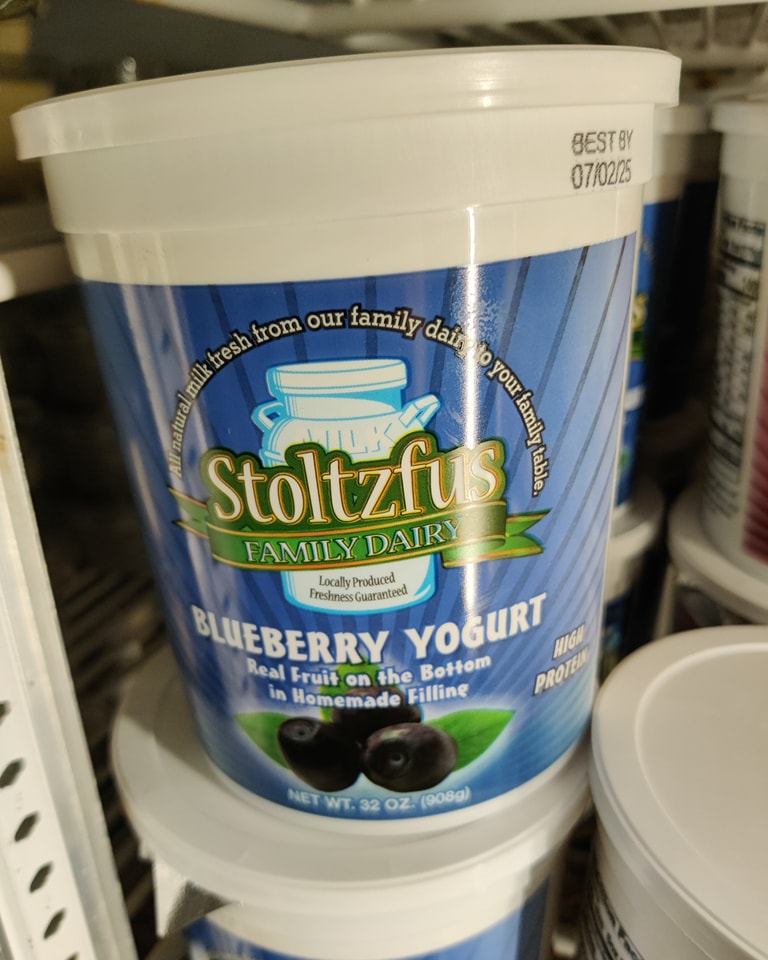 BEST BY
07/02/25
All natural milk fresh from our family dairy to your family table.
MILK
Stoltzfus
FAMILY DAIRY
Locally Produced
Freshness Guaranteed
BLUEBERRY YOGURT
Real Fruit on the Bottom
in Homemade Filling
HIGH
PROTEIN
NET WT. 32 OZ. (908g)